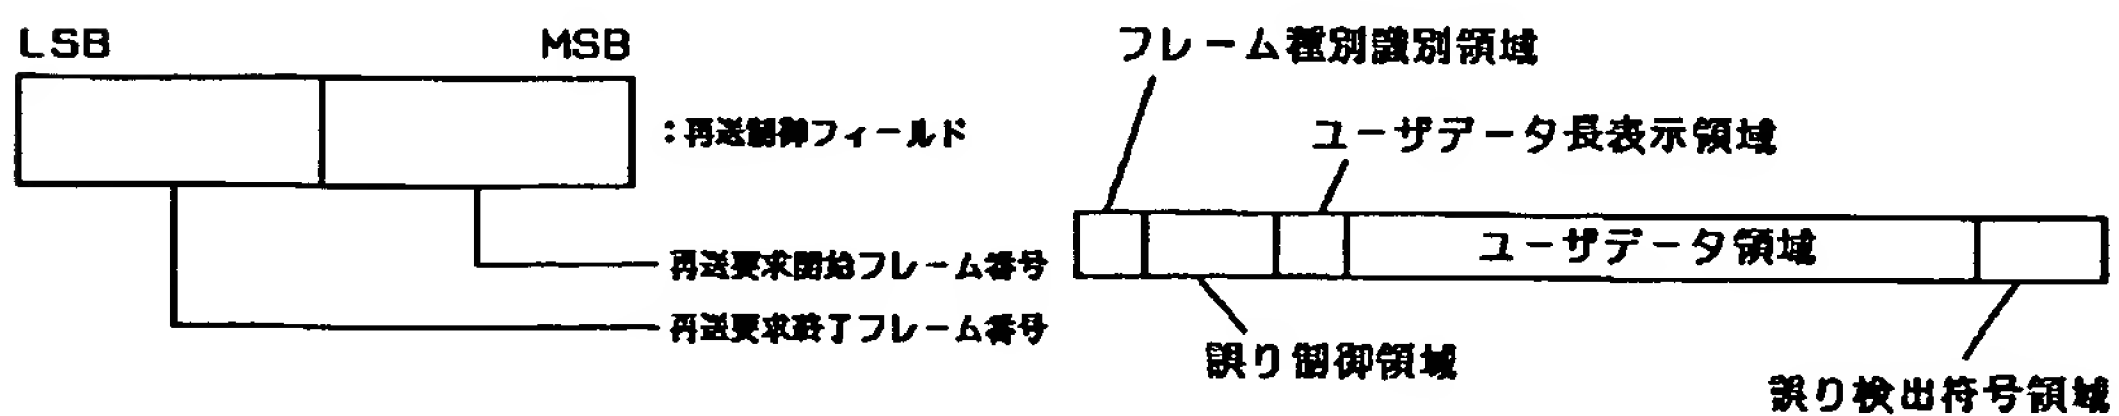 LSB MSB
:再送制御フィールド
再送要求開始フレーム番号
再送要求終了フレーム番号
フレーム種別識別領域
ユーザデータ長表示領域
ユーザデータ領域
誤り制御領域
誤り検出符号領域